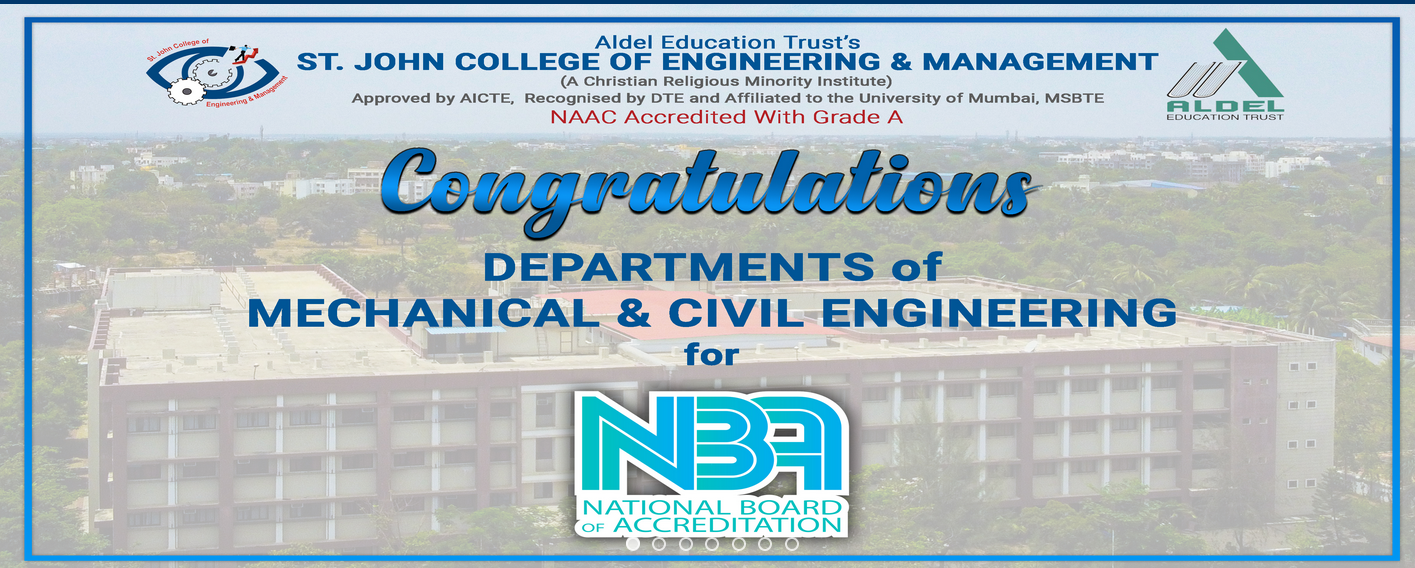 St. John College of
Engineering & Management
Aldel Education Trust's
ST. JOHN COLLEGE OF ENGINEERING & MANAGEMENT
(A Christian Religious Minority Institute)
Approved by AICTE, Recognised by DTE and Affiliated to the University of Mumbai, MSBTE
NAAC Accredited With Grade A
ALDEL
EDUCATION TRUST
Congratulations
DEPARTMENTS of
MECHANICAL & CIVIL ENGINEERING
for
NBA
NATIONAL BOARD
OF ACCREDITATION